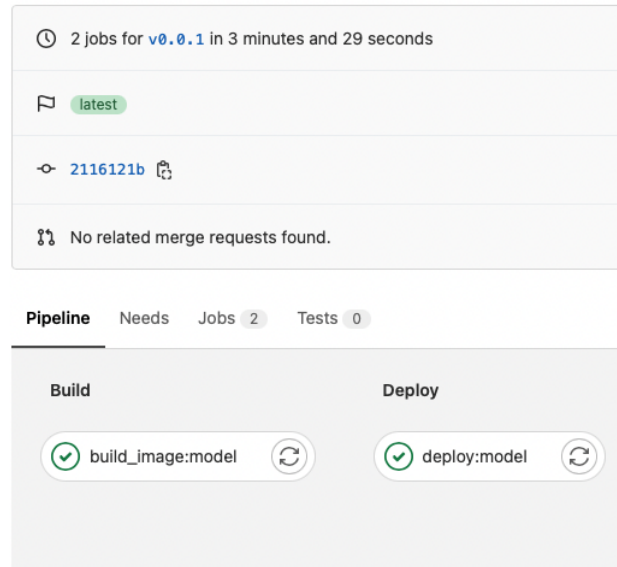 2 jobs for v0.0.1 in 3 minutes and 29 seconds
latest
2116121b
No related merge requests found.
Pipeline Needs Jobs 2 Tests 0
Build Deploy
build_image:model deploy:model